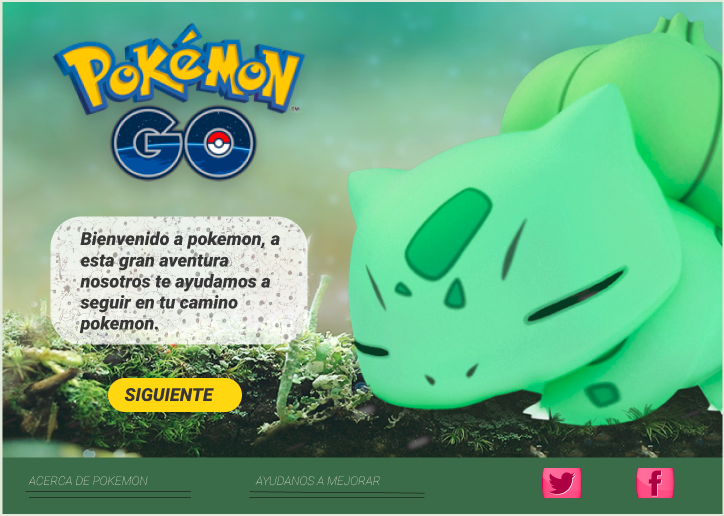 POKÉMON
GO
TM
Bienvenido a pokemon, a
esta gran aventura
nosotros te ayudamos a
seguir en tu camino
pokemon.
SIGUIENTE
ACERCA DE POKEMON
AYUDANOS A MEJORAR
f